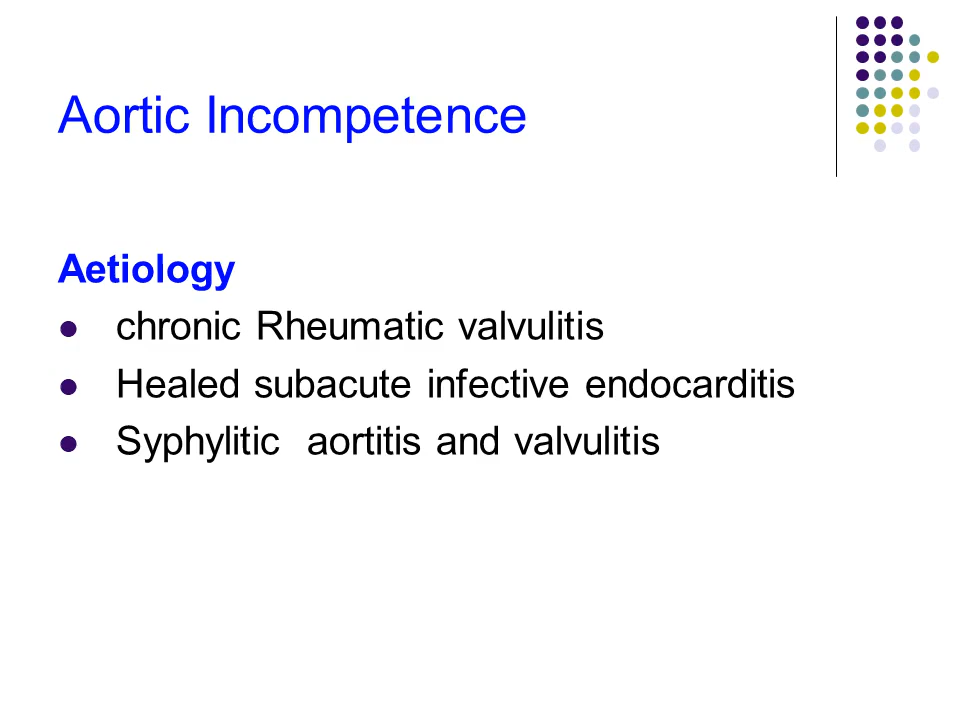 Aortic Incompetence
Aetiology
● chronic Rheumatic valvulitis
● Healed subacute infective endocarditis
● Syphylitic  aortitis and valvulitis